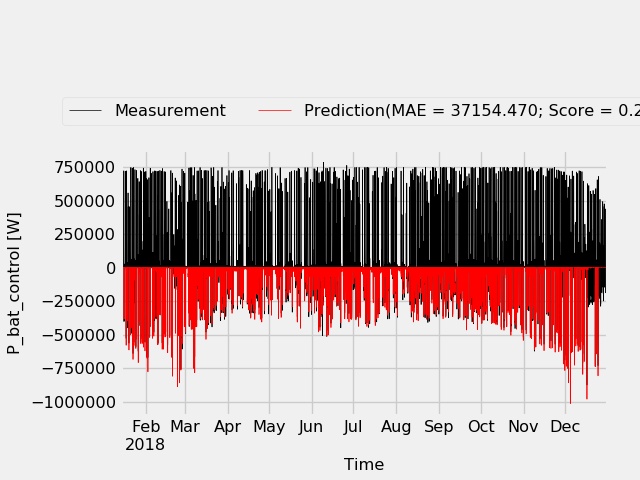 Measurement
Prediction(MAE = 37154.470; Score = 0.2
P_bat_control [W]
750000
500000
250000
0
−250000
−500000
−750000
−1000000
Feb Mar Apr May Jun Jul Aug Sep Oct Nov Dec
2018
Time